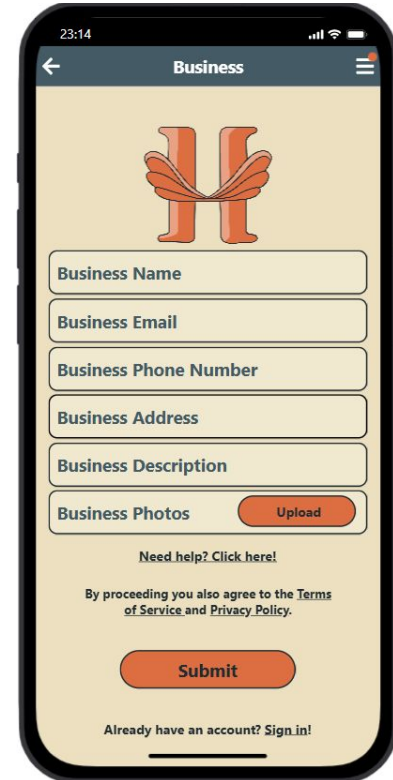 23:14
Business
H
Business Name
Business Email
Business Phone Number
Business Address
Business Description
Business Photos
Upload
Need help? Click here!
By proceeding you also agree to the Terms
of Service and Privacy Policy.
Submit
Already have an account? Sign in!